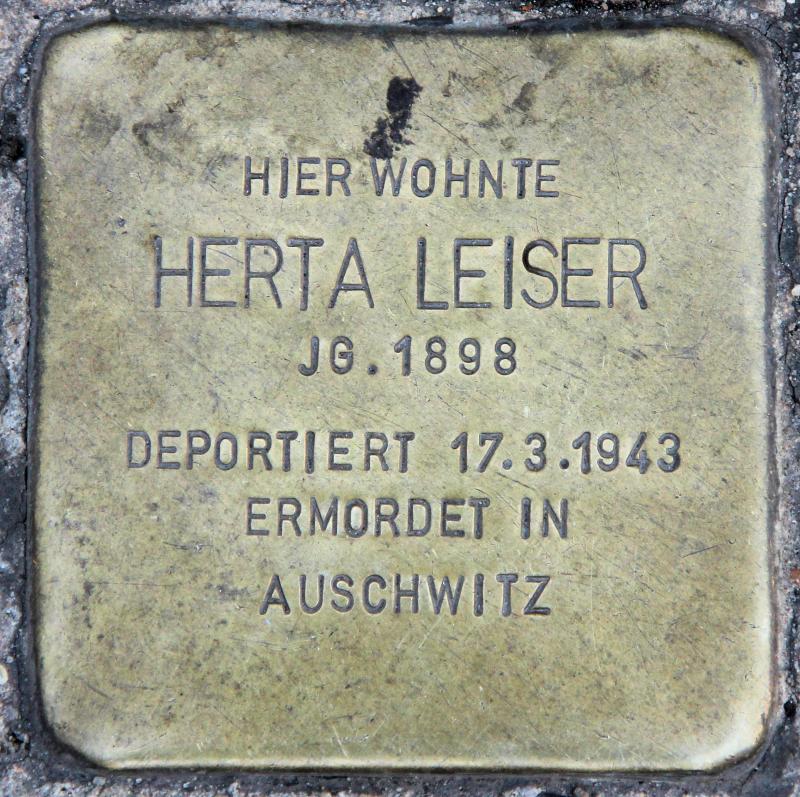 HIER WOHNTE
HERTA LEISER
JG. 1898
DEPORTIERT 17.3.1943
ERMORDET IN
AUSCHWITZ